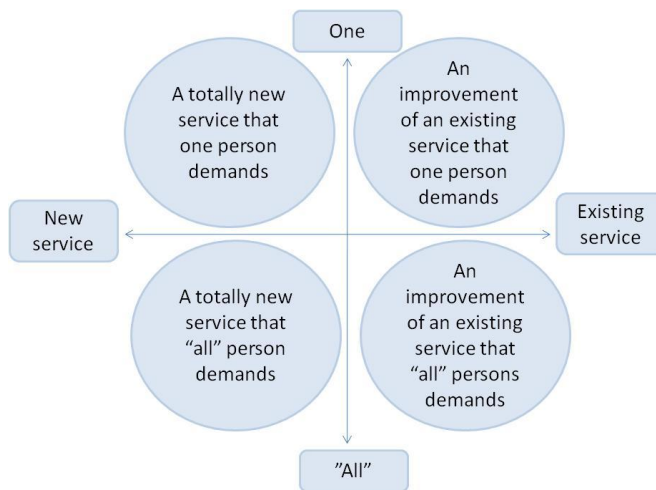 One
A totally new
service that
one person
demands
An
improvement
of an existing
service that
one person
demands
New
service
Existing
service
A totally new
service that
“all” person
demands
An
improvement
of an existing
service that
“all” persons
demands
”All”